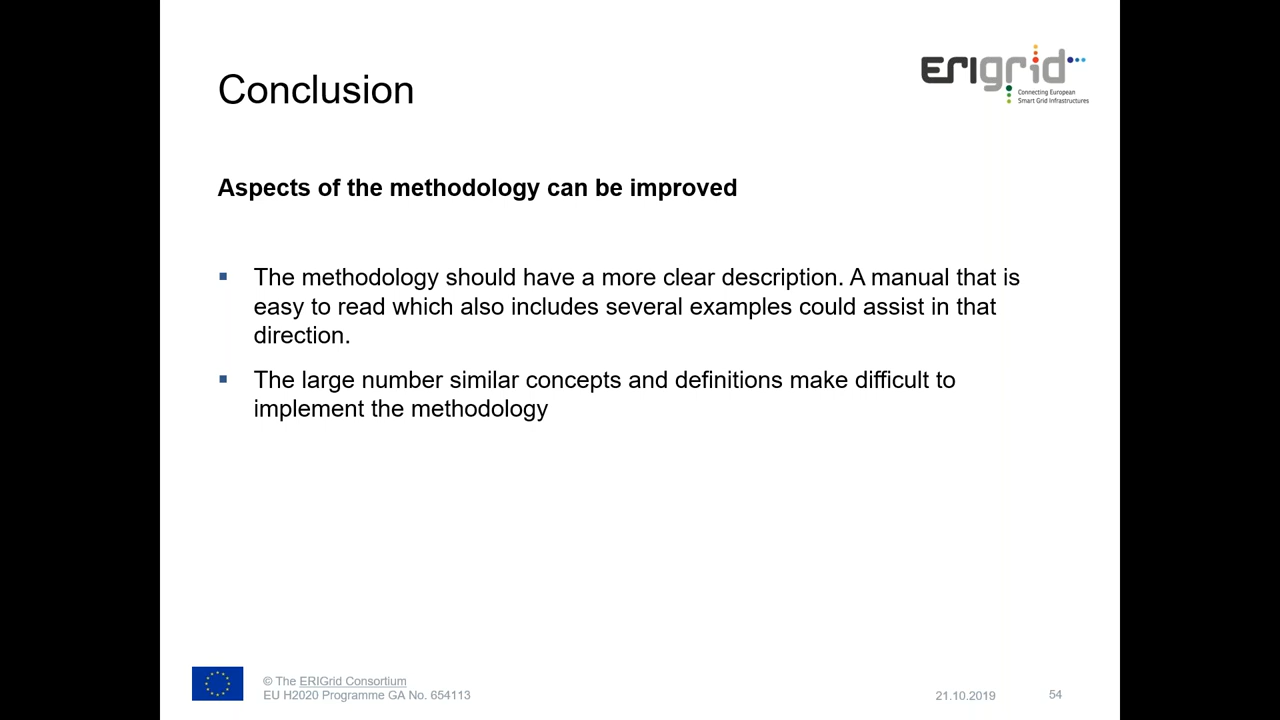 Conclusion
ERIgrid
Connecting European
Smart Grid Infrastructures
Aspects of the methodology can be improved
The methodology should have a more clear description. A manual that is
easy to read which also includes several examples could assist in that
direction.
The large number similar concepts and definitions make difficult to
implement the methodology
© The ERIGrid Consortium
EU H2020 Programme GA No. 654113
21.10.2019
54